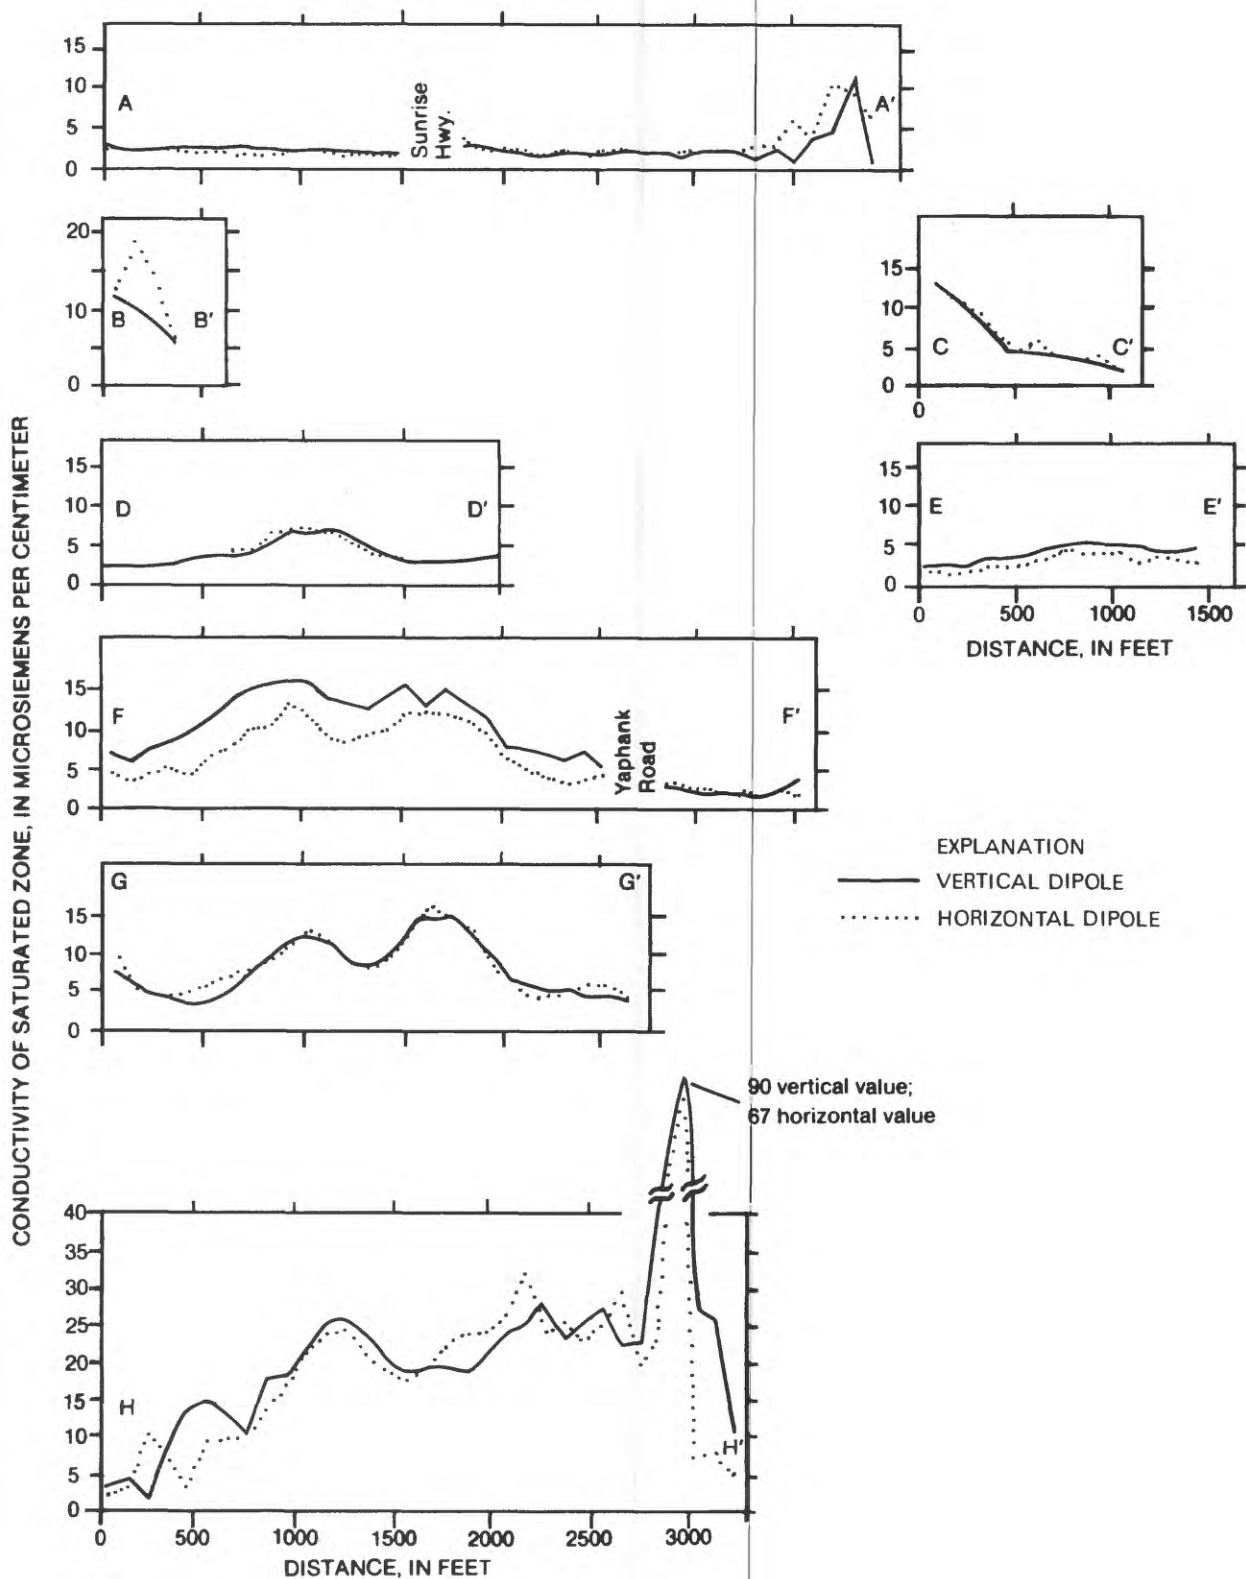 CONDUCTIVITY OF SATURATED ZONE, IN MICROSIEMENS PER CENTIMETER
15
10
5
0
A
Sunrise
Hwy.
A'
20
10
0
B
B'
15
10
5
0
C
C'
0
15
10
5
0
D
D'
15
10
5
0
E
E'
0
500
1000
1500
DISTANCE, IN FEET
15
10
5
0
F
Yaphank
Road
F'
15
10
5
0
G
G'
EXPLANATION
VERTICAL DIPOLE
HORIZONTAL DIPOLE
90 vertical value;
67 horizontal value
40
35
30
25
20
15
10
5
0
H
H'
0
500
1000
1500
2000
2500
3000
DISTANCE, IN FEET